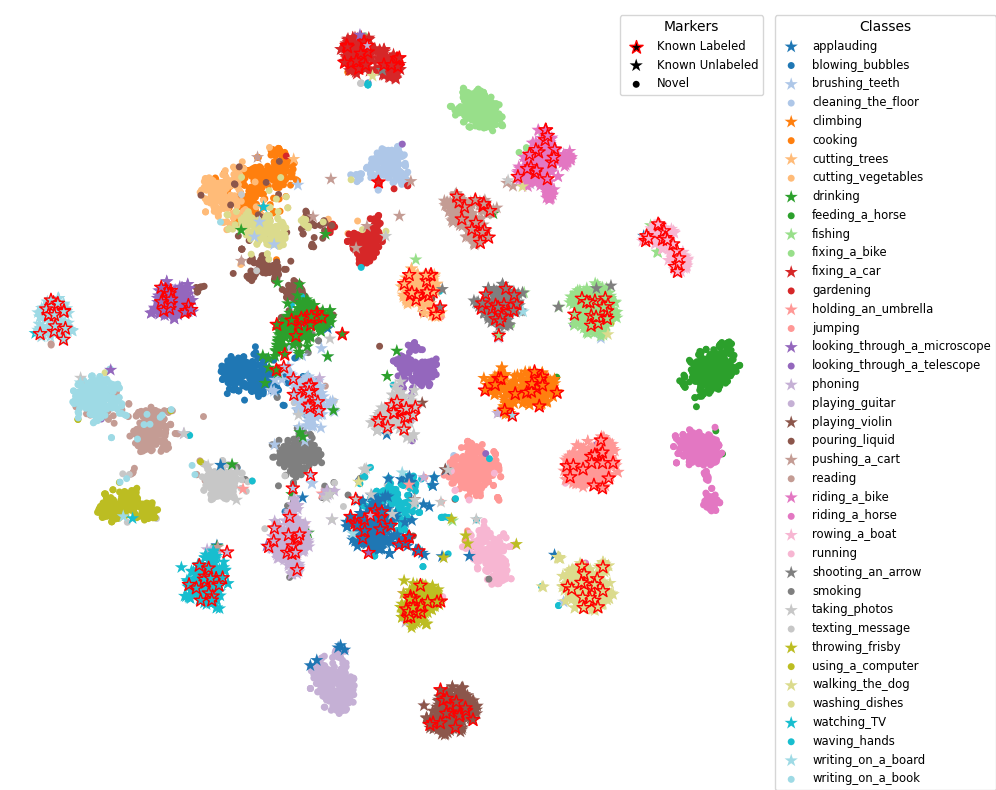 Markers
Known Labeled
Known Unlabeled
Novel
Classes
applauding
blowing_bubbles
brushing_teeth
cleaning_the_floor
climbing
cooking
cutting_trees
cutting_vegetables
drinking
feeding_a_horse
fishing
fixing_a_bike
fixing_a_car
gardening
holding_an_umbrella
jumping
looking_through_a_microscope
looking_through_a_telescope
phoning
playing_guitar
playing_violin
pouring_liquid
pushing_a_cart
reading
riding_a_bike
riding_a_horse
rowing_a_boat
running
shooting_an_arrow
smoking
taking_photos
texting_message
throwing_frisby
using_a_computer
walking_the_dog
washing_dishes
watching_TV
waving_hands
writing_on_a_board
writing_on_a_book